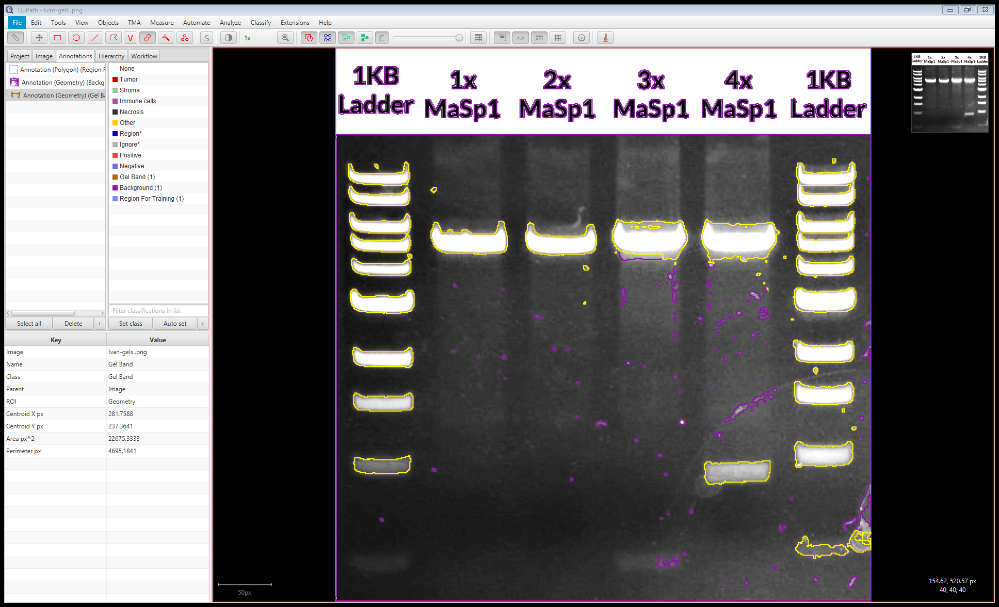 QuPath - Ivan-gels .png
File Edit Tools View Objects TMA Measure Automate Analyze Classify Extensions Help
1x
S
C
x,y
µm
Project Image Annotations Hierarchy Workflow
Annotation (Polygon) (Region F
Annotation (Geometry) (Backg
Annotation (Geometry) (Gel Ba
None
Tumor
Stroma
Immune cells
Necrosis
Other
Region*
Ignore*
Positive
Negative
Gel Band (1)
Background (1)
Region For Training (1)
Filter classifications in list
Select all Delete Set class Auto set
Key Value
Image Ivan-gels .png
Name Gel Band
Class Gel Band
Parent Image
ROI Geometry
Centroid X px 281.7588
Centroid Y px 237.3641
Area px^2 22675.3333
Perimeter px 4695.1841
1KB 1x 2x 3x 4x 1KB
Ladder MaSp1 MaSp1 MaSp1 MaSp1 Ladder
1KB 1x 2x 3x 4x 1KB
Ladder MaSp1 MaSp1 MaSp1 MaSp1 Ladder
50px
154.62, 520.57 px
40, 40, 40